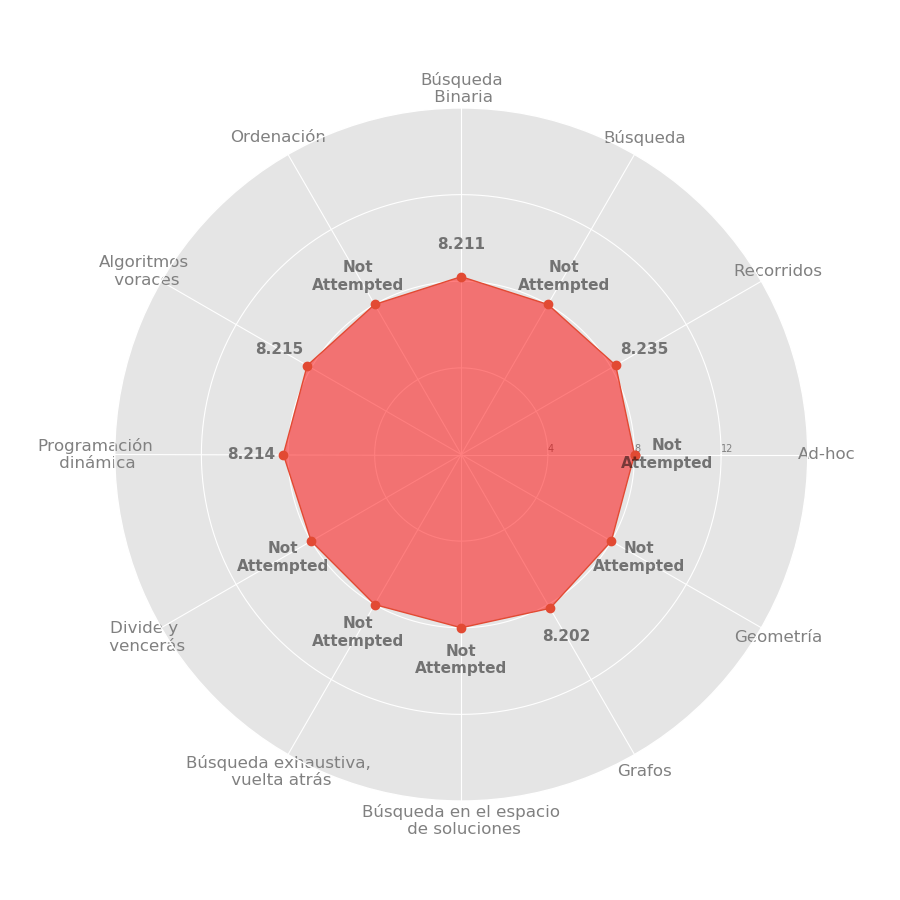 Búsqueda
Binaria
Ordenación
Búsqueda
8.211
Algoritmos
voraces
Not
Attempted
Not
Attempted
Recorridos
8.215
8.235
Programación
dinámica
8.214
4
8
12
Not
Attempted
Ad-hoc
Not
Attempted
Not
Attempted
Divide y
vencerás
Not
Attempted
Not
Attempted
8.202
Geometría
Búsqueda exhaustiva,
vuelta atrás
Grafos
Búsqueda en el espacio
de soluciones